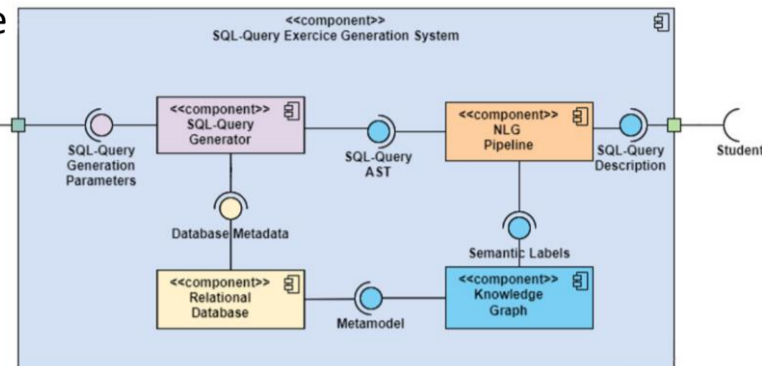 e
<<component>>
SQL-Query Exercice Generation System
<<component>>
SQL-Query
Generator
<<component>>
NLG
Pipeline
SQL-Query
Generation
Parameters
SQL-Query
AST
SQL-Query
Description
Student
Database Metadata
Semantic Labels
<<component>>
Relational
Database
<<component>>
Knowledge
Graph
Metamodel